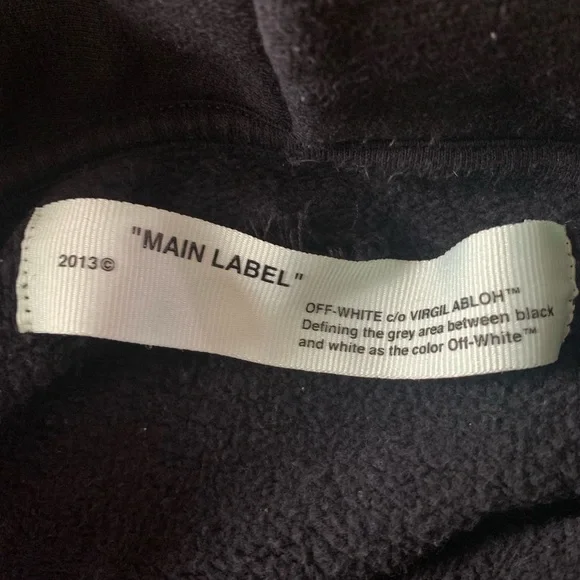 "MAIN LABEL"
2013©
OFF-WHITE c/o VIRGIL ABLOH™
Defining the grey area between black
and white as the color Off-White™